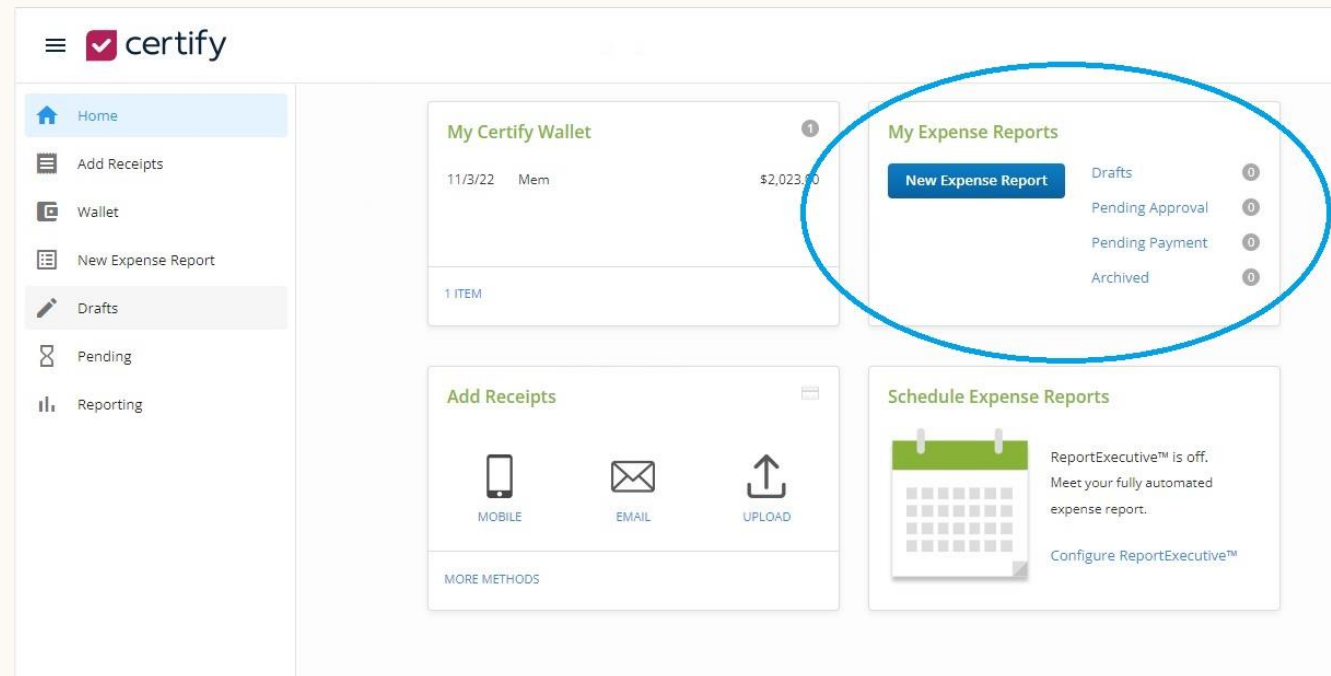 certify
Home
Add Receipts
Wallet
New Expense Report
Drafts
Pending
Reporting
My Certify Wallet 1
11/3/22 Mem $2,023.00
1 ITEM
My Expense Reports
New Expense Report
Drafts 0
Pending Approval 0
Pending Payment 0
Archived 0
Add Receipts
MOBILE EMAIL UPLOAD
MORE METHODS
Schedule Expense Reports
ReportExecutive™ is off.
Meet your fully automated
expense report.
Configure ReportExecutive™